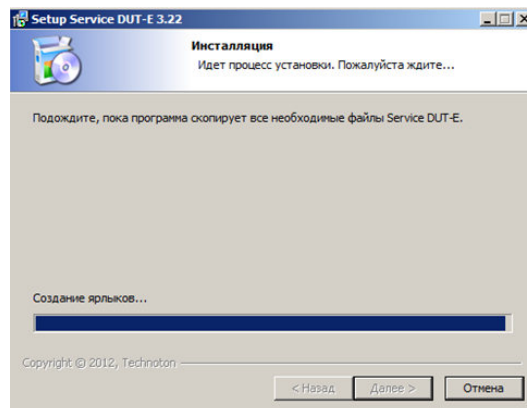 Setup Service DUT-E 3.22
Инсталляция
Идет процесс установки. Пожалуйста ждите...
Подождите, пока программа скопирует все необходимые файлы Service DUT-E.
Создание ярлыков...
Copyright © 2012, Technoton
< Назад Далее > Отмена